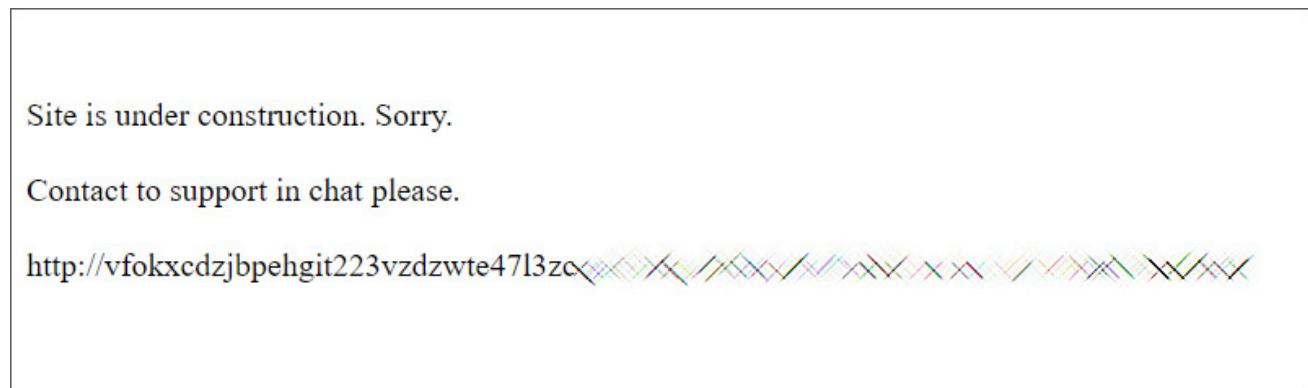 Site is under construction. Sorry.
Contact to support in chat please.
http://vfokxcdzjbpehgit223vzdzwte47l3zc